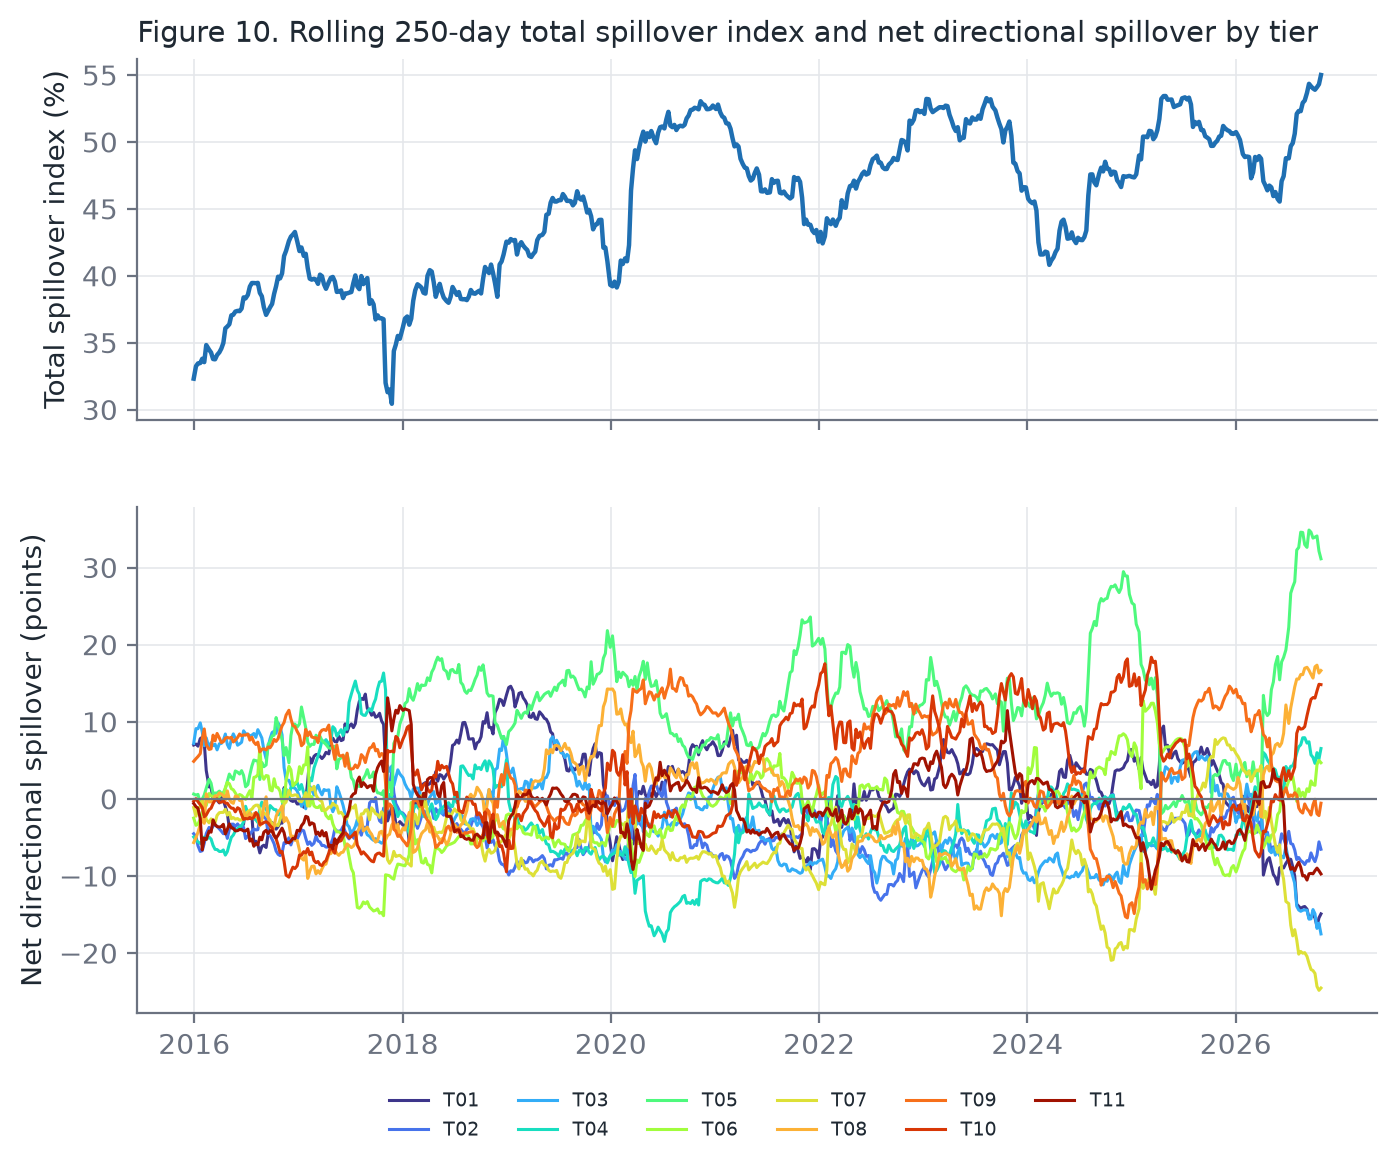 Figure 10. Rolling 250-day total spillover index and net directional spillover by tier
Total spillover index (%)
55
50
45
40
35
30
Net directional spillover (points)
30
20
10
0
−10
−20
2016 2018 2020 2022 2024 2026
T01 T03 T05 T07 T09 T11
T02 T04 T06 T08 T10